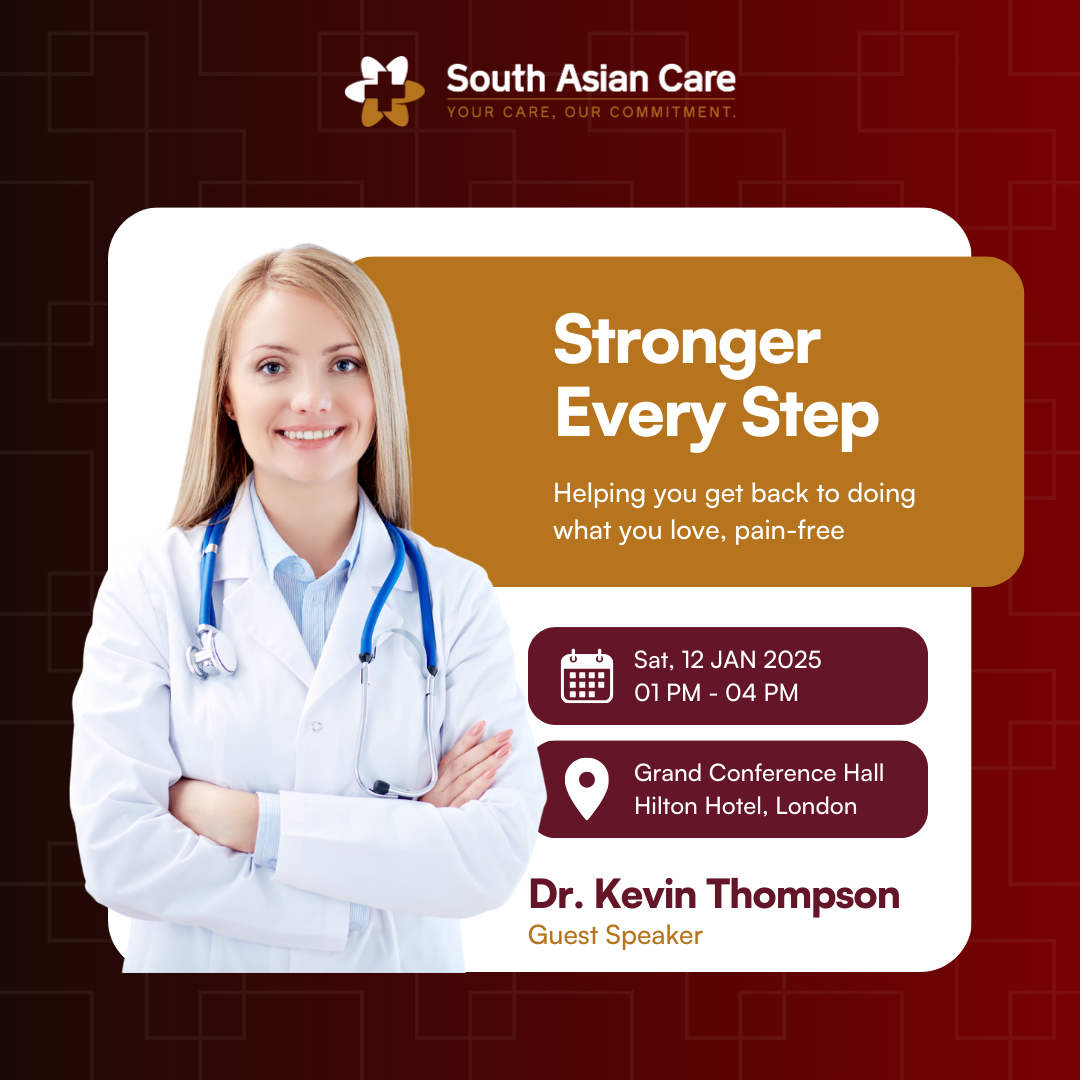 South Asian Care
YOUR CARE, OUR COMMITMENT.
Stronger
Every Step
Helping you get back to doing
what you love, pain-free
Sat, 12 JAN 2025
01 PM - 04 PM
Grand Conference Hall
Hilton Hotel, London
Dr. Kevin Thompson
Guest Speaker